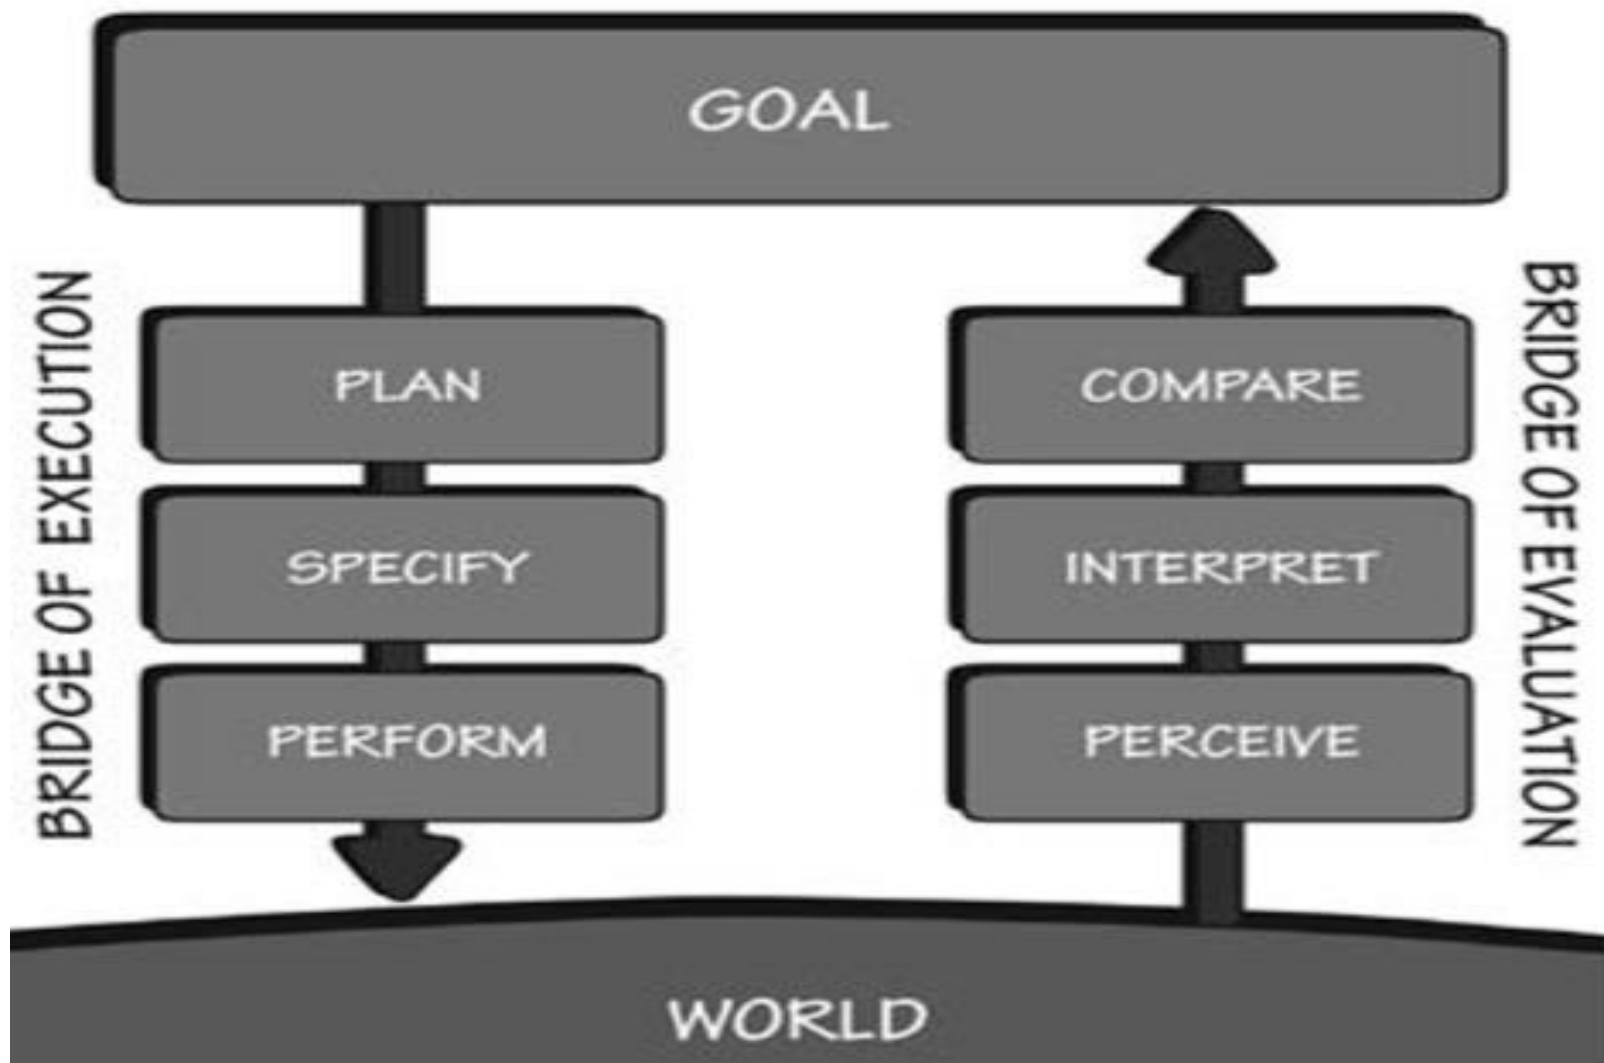 GOAL
BRIDGE OF EXECUTION
PLAN
SPECIFY
PERFORM
COMPARE
INTERPRET
PERCEIVE
BRIDGE OF EVALUATION
WORLD